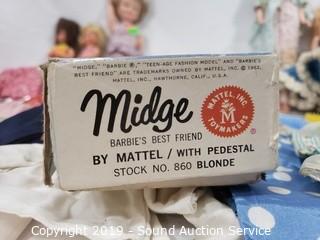 "MIDGE," "BARBIE ®," "TEEN-AGE FASHION MODEL" AND "BARBIE'S
BEST FRIEND" ARE TRADEMARKS OWNED BY MATTEL, INC. © 1962,
MATTEL, INC., HAWTHORNE, CALIF., U.S.A.
Midge
BARBIE'S BEST FRIEND
MATTEL, INC.
M
TOYMAKERS
®
BY MATTEL / WITH PEDESTAL
STOCK NO. 860 BLONDE
Copyright 2019 - Sound Auction Service